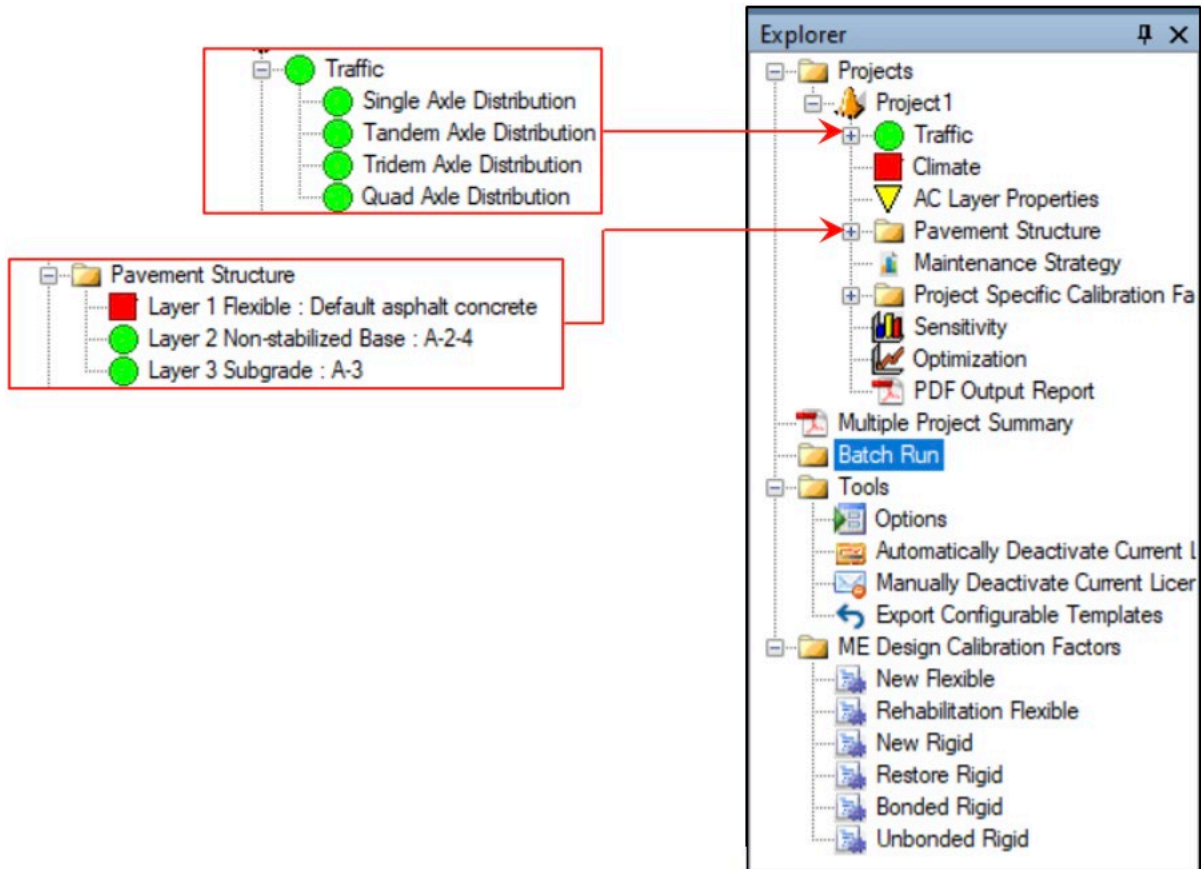 Traffic
Single Axle Distribution
Tandem Axle Distribution
Tridem Axle Distribution
Quad Axle Distribution
Pavement Structure
Layer 1 Flexible : Default asphalt concrete
Layer 2 Non-stabilized Base : A-2-4
Layer 3 Subgrade : A-3
Explorer
Projects
Project1
Traffic
Climate
AC Layer Properties
Pavement Structure
Maintenance Strategy
Project Specific Calibration Fa
Sensitivity
Optimization
PDF Output Report
Multiple Project Summary
Batch Run
Tools
Options
Automatically Deactivate Current L
Manually Deactivate Current Licer
Export Configurable Templates
ME Design Calibration Factors
New Flexible
Rehabilitation Flexible
New Rigid
Restore Rigid
Bonded Rigid
Unbonded Rigid